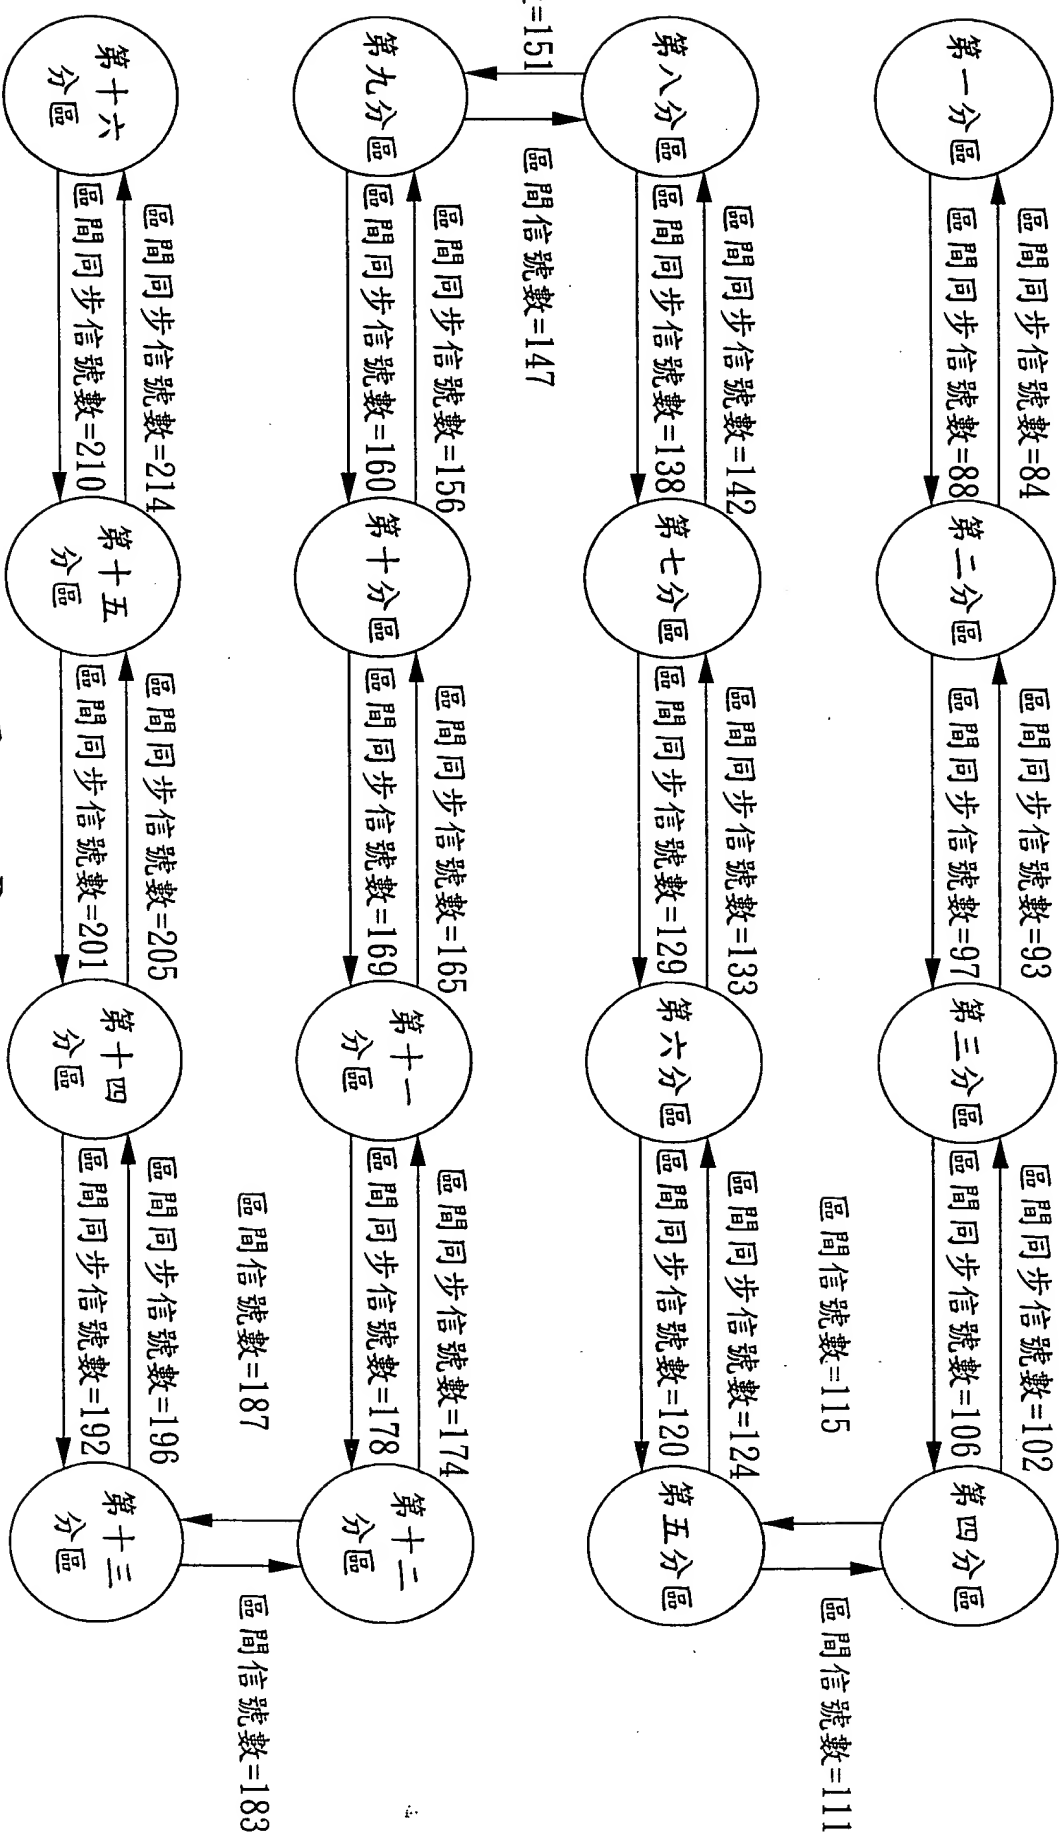 區間同步信號數=84
區間同步信號數=93
區間同步信號數=102
第一分區
第二分區
第三分區
第四分區
區間同步信號數=88
區間同步信號數=97
區間同步信號數=106
區間信號數=115
區間信號數=111
區間同步信號數=142
區間同步信號數=133
區間同步信號數=124
第八分區
第七分區
第六分區
第五分區
區間同步信號數=138
區間同步信號數=129
區間同步信號數=120
=151
區間信號數=147
區間同步信號數=156
區間同步信號數=165
區間同步信號數=174
第九分區
第十分區
第十一
分區
第十二
分區
區間同步信號數=160
區間同步信號數=169
區間同步信號數=178
區間信號數=187
區間信號數=183
區間同步信號數=214
區間同步信號數=205
區間同步信號數=196
第十六
分區
第十五
分區
第十四
分區
第十三
分區
區間同步信號數=210
區間同步信號數=201
區間同步信號數=192